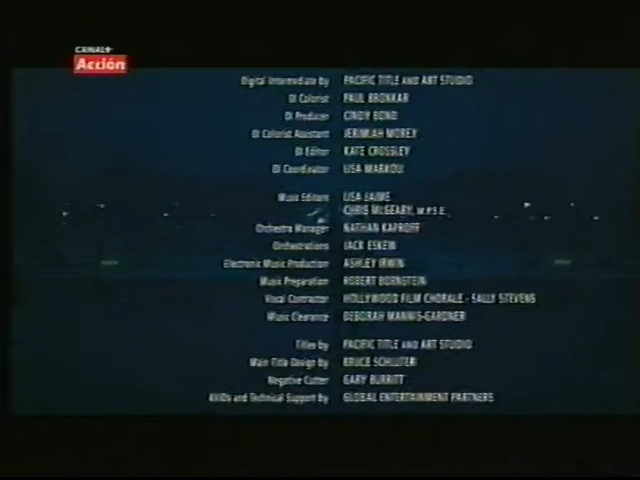 CANAL+
Acción
Digital Intermediate by PACIFIC TITLE AND ART STUDIO
DI Colorist PAUL BRONKAR
DI Producer CINDY BOND
DI Colorist Assistant JERIMIAH MOREY
DI Editor KATE CROSSLEY
DI Coordinator LISA MARKOU
Music Editors LISA JAIME
CHRIS McGEARY, M.P.S.E.
Orchestra Manager NATHAN KAPROFF
Orchestrations JACK ESKEW
Electronic Music Production ASHLEY IRWIN
Music Preparation ROBERT BORNSTEIN
Vocal Contractor HOLLYWOOD FILM CHORALE - SALLY STEVENS
Music Clearance DEBORAH MANNIS-GARDNER
Titles by PACIFIC TITLE AND ART STUDIO
Main Title Design by BRUCE SCHLUTER
Negative Cutter GARY BURRITT
AVIDs and Technical Support by GLOBAL ENTERTAINMENT PARTNERS